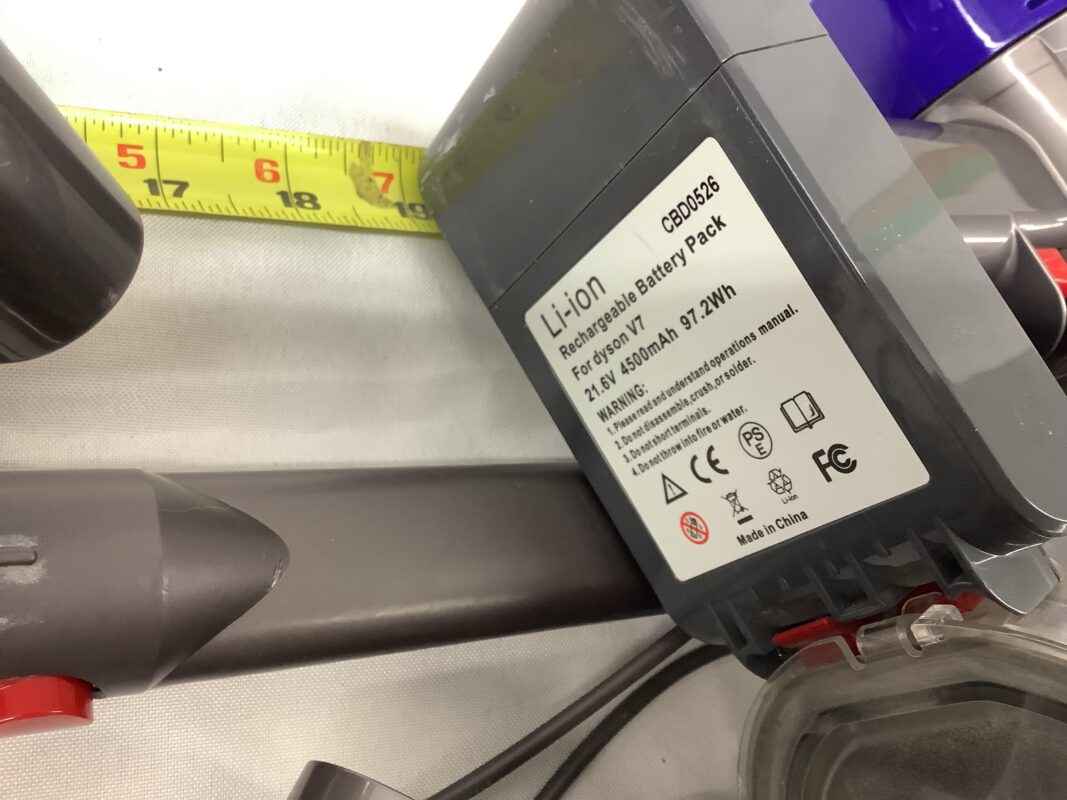 5 6 7
17 18 19
CBD0526
Li-ion
Rechargeable Battery Pack
For dyson V7
21.6V 4500mAh 97.2Wh
WARNING:
1. Please read and understand operations manual.
2. Do not disassemble,crush,or solder.
3. Do not short terminals.
4. Do not throw into fire or water.
CE
PS
E
FC
Li-ion
Made in China